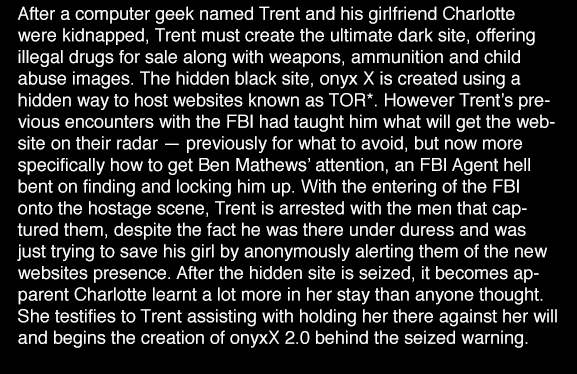 After a computer geek named Trent and his girlfriend Charlotte
were kidnapped, Trent must create the ultimate dark site, offering
illegal drugs for sale along with weapons, ammunition and child
abuse images. The hidden black site, onyx X is created using a
hidden way to host websites known as TOR*. However Trent's pre-
vious encounters with the FBI had taught him what will get the web-
site on their radar — previously for what to avoid, but now more
specifically how to get Ben Mathews' attention, an FBI Agent hell
bent on finding and locking him up. With the entering of the FBI
onto the hostage scene, Trent is arrested with the men that cap-
tured them, despite the fact he was there under duress and was
just trying to save his girl by anonymously alerting them of the new
websites presence. After the hidden site is seized, it becomes ap-
parent Charlotte learnt a lot more in her stay than anyone thought.
She testifies to Trent assisting with holding her there against her will
and begins the creation of onyxX 2.0 behind the seized warning.